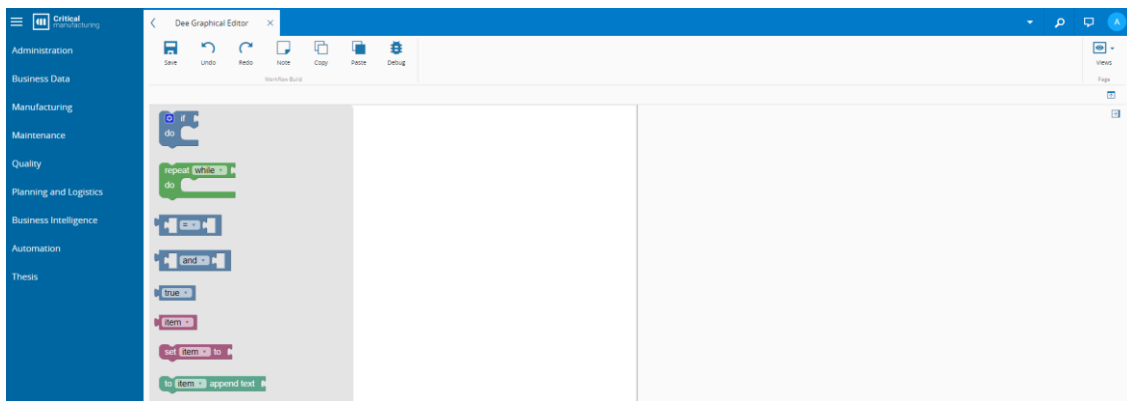 Critical
manufacturing
Dee Graphical Editor
A
Administration
Business Data
Manufacturing
Maintenance
Quality
Planning and Logistics
Business Intelligence
Automation
Thesis
Save Undo Redo Note Copy Paste Debug
Workflow Build
Views
Page
if
do
repeat while
do
=
and
true
item
set item to
to item append text